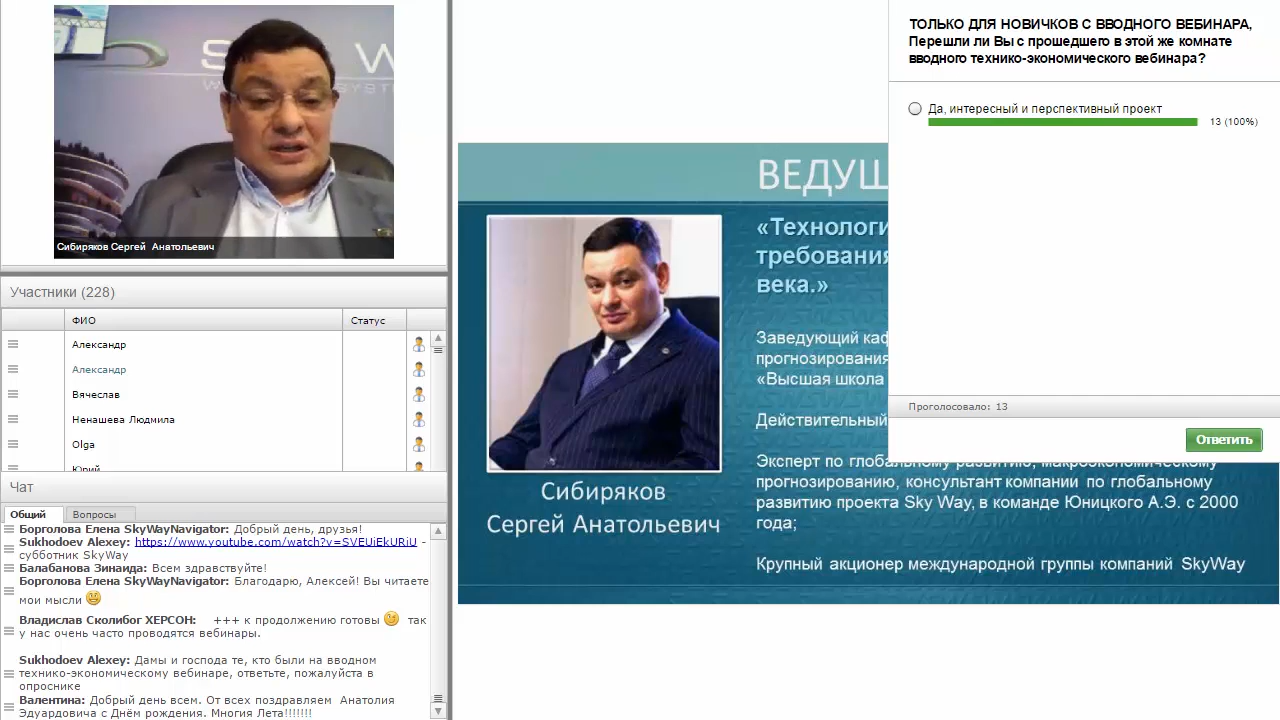 S W
Сибиряков Сергей Анатольевич
Участники (228)
ФИО
Статус
Александр
Александр
Вячеслав
Ненашева Людмила
Olga
Юрий
Чат
Общий
Вопросы
Борголова Елена SkyWayNavigator: Добрый день, друзья!
Sukhodoev Alexey: https://www.youtube.com/watch?v=SVEUiEkURiU -
субботник SkyWay
Балабанова Зинаида: Всем здравствуйте!
Борголова Елена SkyWayNavigator: Благодарю, Алексей! Вы читаете
мои мысли
Владислав Сколибог ХЕРСОН: +++ к продолжению готовы так
у нас очень часто проводятся вебинары.
Sukhodoev Alexey: Дамы и господа те, кто были на вводном
технико-экономическом вебинаре, ответьте, пожалуйста в
опроснике
Валентина: Добрый день всем. От всех поздравляем Анатолия
Эдуардовича с Днём рождения. Многия Лета!!!!!!!
ВЕДУЩ
«Технологи
требования
века.»
Заведующий каф
прогнозирования
«Высшая школа
Действительный
Эксперт по глобальному развитию, макроэкономическому
прогнозированию, консультант компании по глобальному
развитию проекта Sky Way, в команде Юницкого А.Э. с 2000
года;
Крупный акционер международной группы компаний SkyWay
Сибиряков
Сергей Анатольевич
ТОЛЬКО ДЛЯ НОВИЧКОВ С ВВОДНОГО ВЕБИНАРА,
Перешли ли Вы с прошедшего в этой же комнате
вводного технико-экономического вебинара?
Да, интересный и перспективный проект
13 (100%)
Проголосовало: 13
Ответить